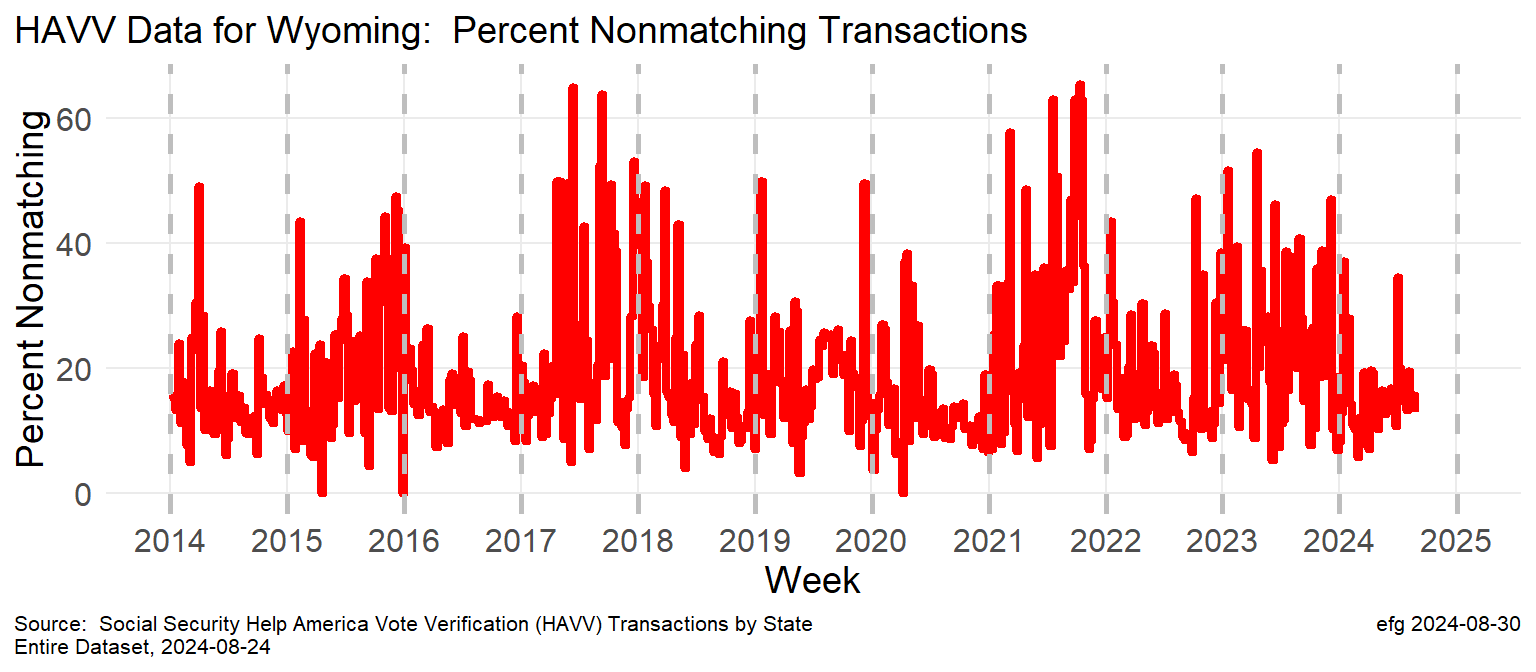 HAVV Data for Wyoming:  Percent Nonmatching Transactions
Percent Nonmatching
60
40
20
0
2014 2015 2016 2017 2018 2019 2020 2021 2022 2023 2024 2025
Week
Source:  Social Security Help America Vote Verification (HAVV) Transactions by State
Entire Dataset, 2024-08-24
efg 2024-08-30